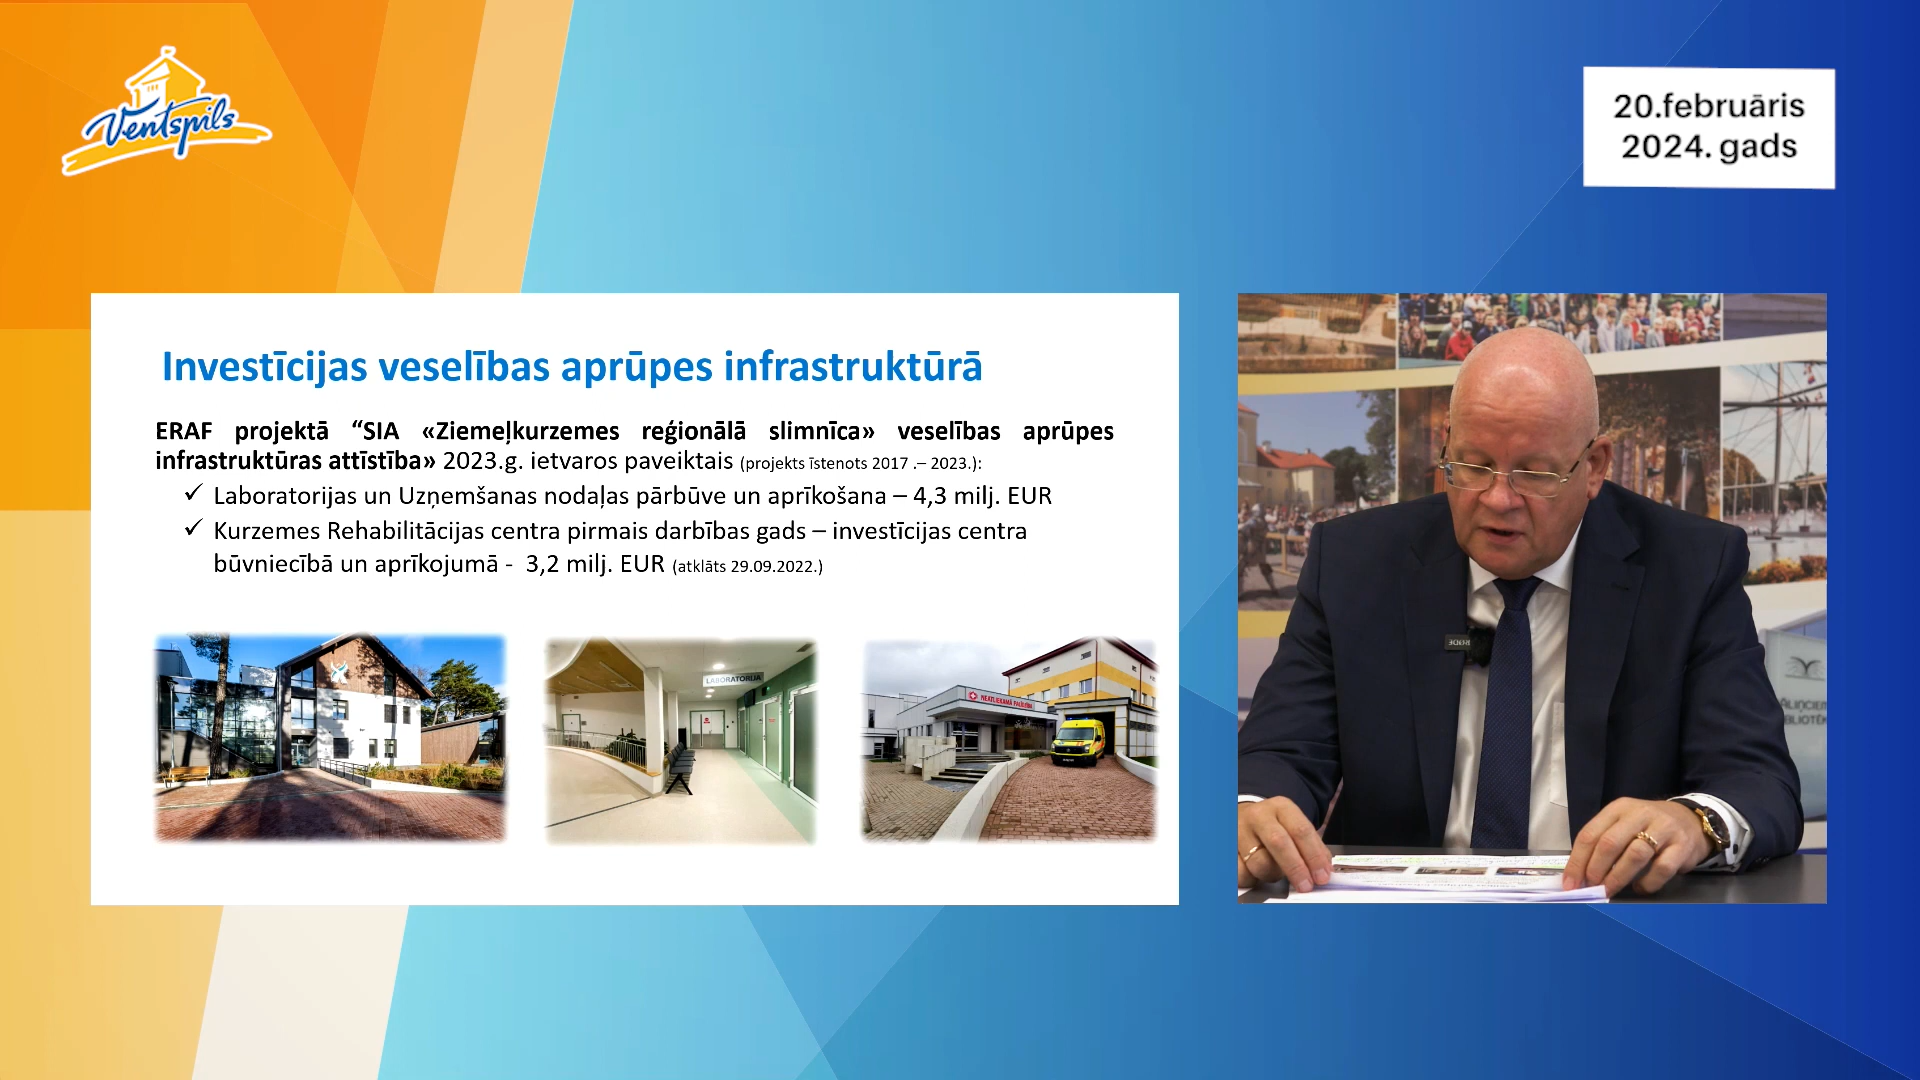 Ventspils
20.februāris
2024. gads
Investīcijas veselības aprūpes infrastruktūrā
ERAF projektā “SIA «Ziemeļkurzemes reģionālā slimnīca» veselības aprūpes
infrastruktūras attīstība» 2023.g. ietvaros paveiktais (projekts īstenots 2017 .– 2023.):
✓ Laboratorijas un Uzņemšanas nodaļas pārbūve un aprīkošana – 4,3 milj. EUR
✓ Kurzemes Rehabilitācijas centra pirmais darbības gads – investīcijas centra
būvniecībā un aprīkojumā - 3,2 milj. EUR (atklāts 29.09.2022.)
LABORATORIJA
NEATLIEKAMĀ PALĪDZĪBA